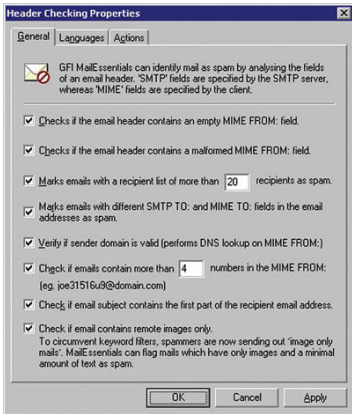 Header Checking Properties
General Languages Actions
GFI MailEssentials can identify mail as spam by analysing the fields
of an email header. 'SMTP' fields are specified by the SMTP server,
whereas 'MIME' fields are specified by the client.
Checks if the email header contains an empty MIME FROM: field.
Checks if the email header contains a malformed MIME FROM: field.
Marks emails with a recipient list of more than 20 recipients as spam.
Marks emails with different SMTP TO: and MIME TO: fields in the email
addresses as spam.
Verify if sender domain is valid (performs DNS lookup on MIME FROM:)
Check if emails contain more than 4 numbers in the MIME FROM:
(eg. joe31516u9@domain.com)
Check if email subject contains the first part of the recipient email address.
Check if email contains remote images only.
To circumvent keyword filters, spammers are now sending out 'image only
mails'. MailEssentials can flag mails which have only images and a minimal
amount of text as spam.
OK Cancel Apply